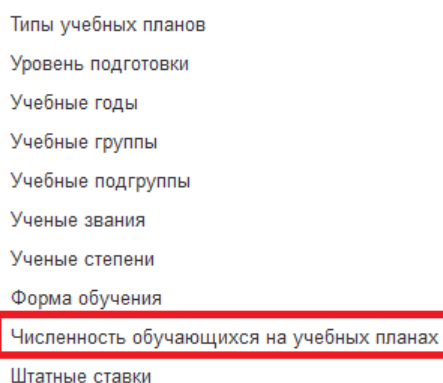 Типы учебных планов
Уровень подготовки
Учебные годы
Учебные группы
Учебные подгруппы
Ученые звания
Ученые степени
Форма обучения
Численность обучающихся на учебных планах
Штатные ставки